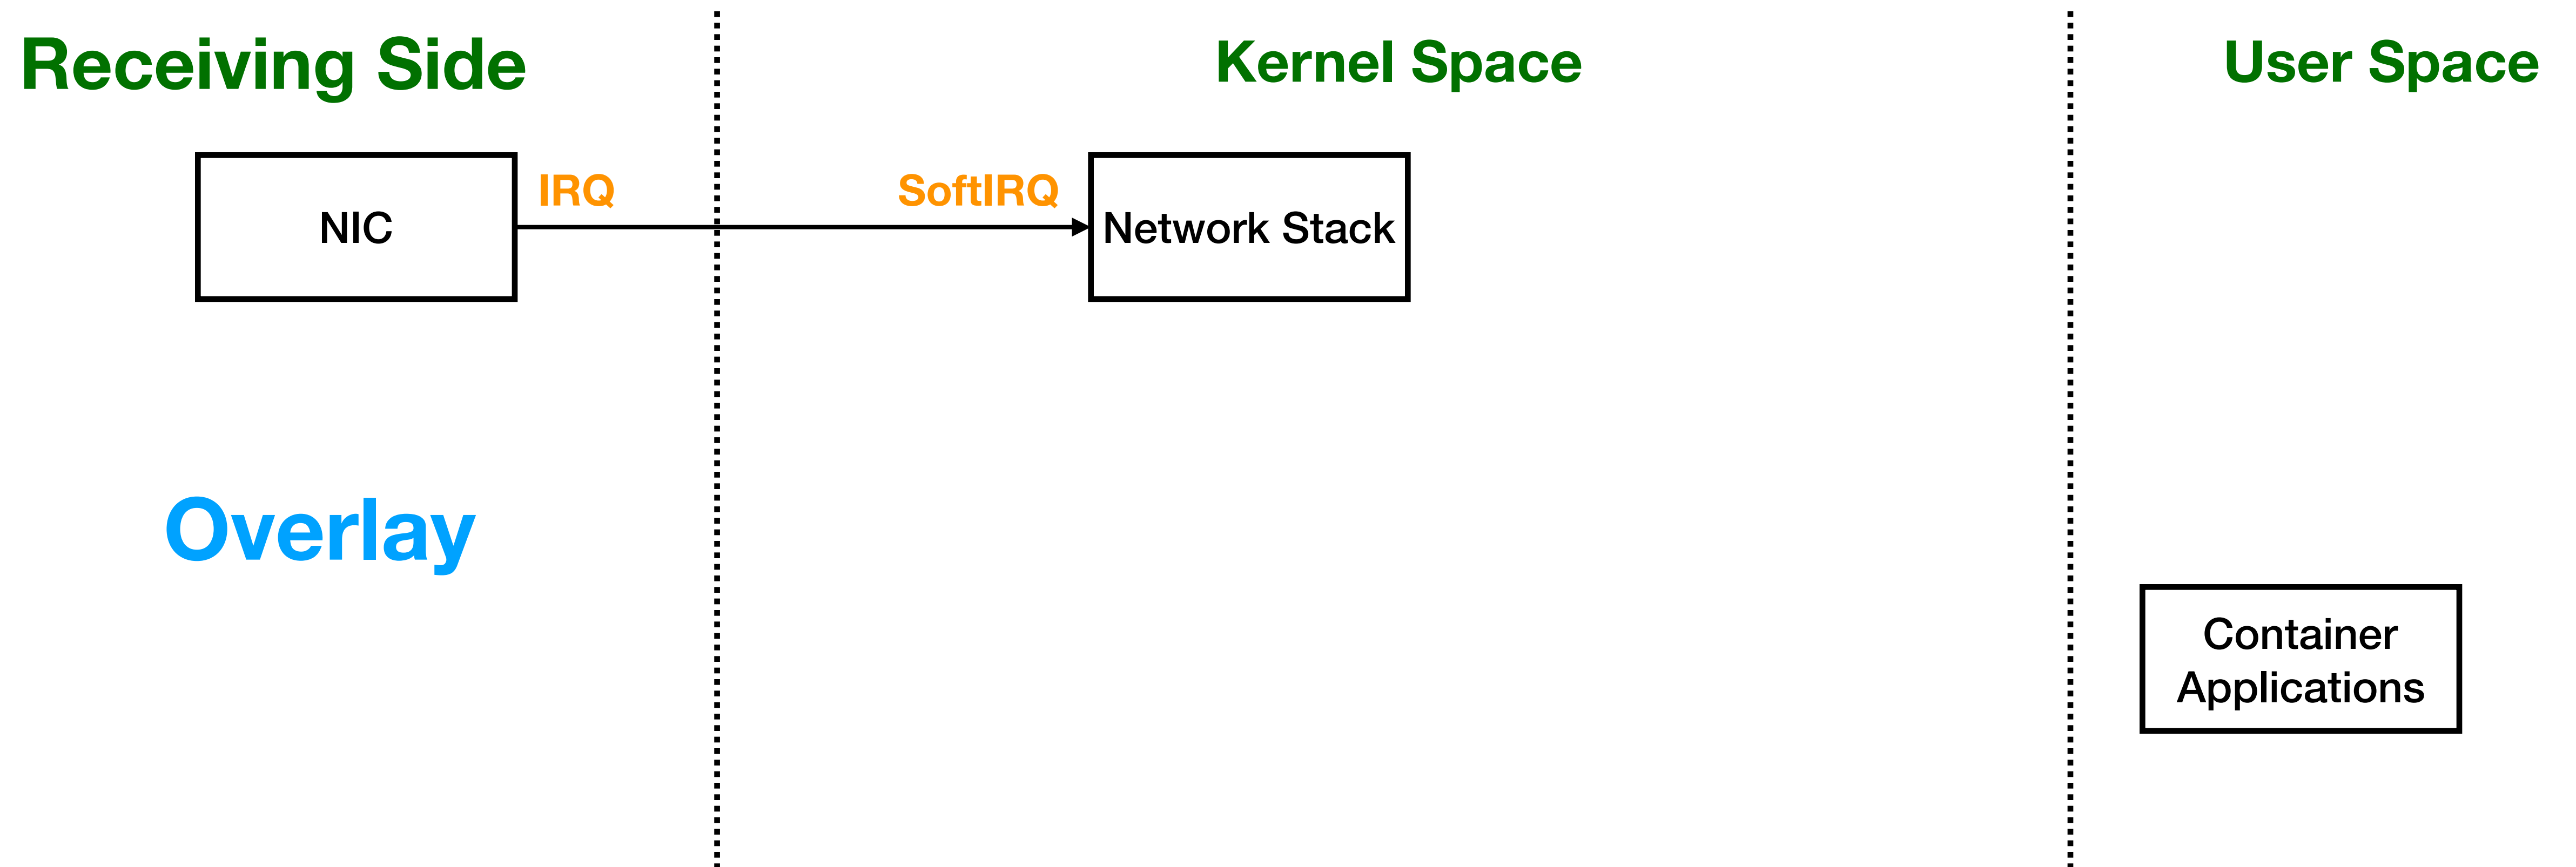 Receiving Side
Kernel Space
User Space
NIC
IRQ
SoftIRQ
Network Stack
Overlay
Container
Applications